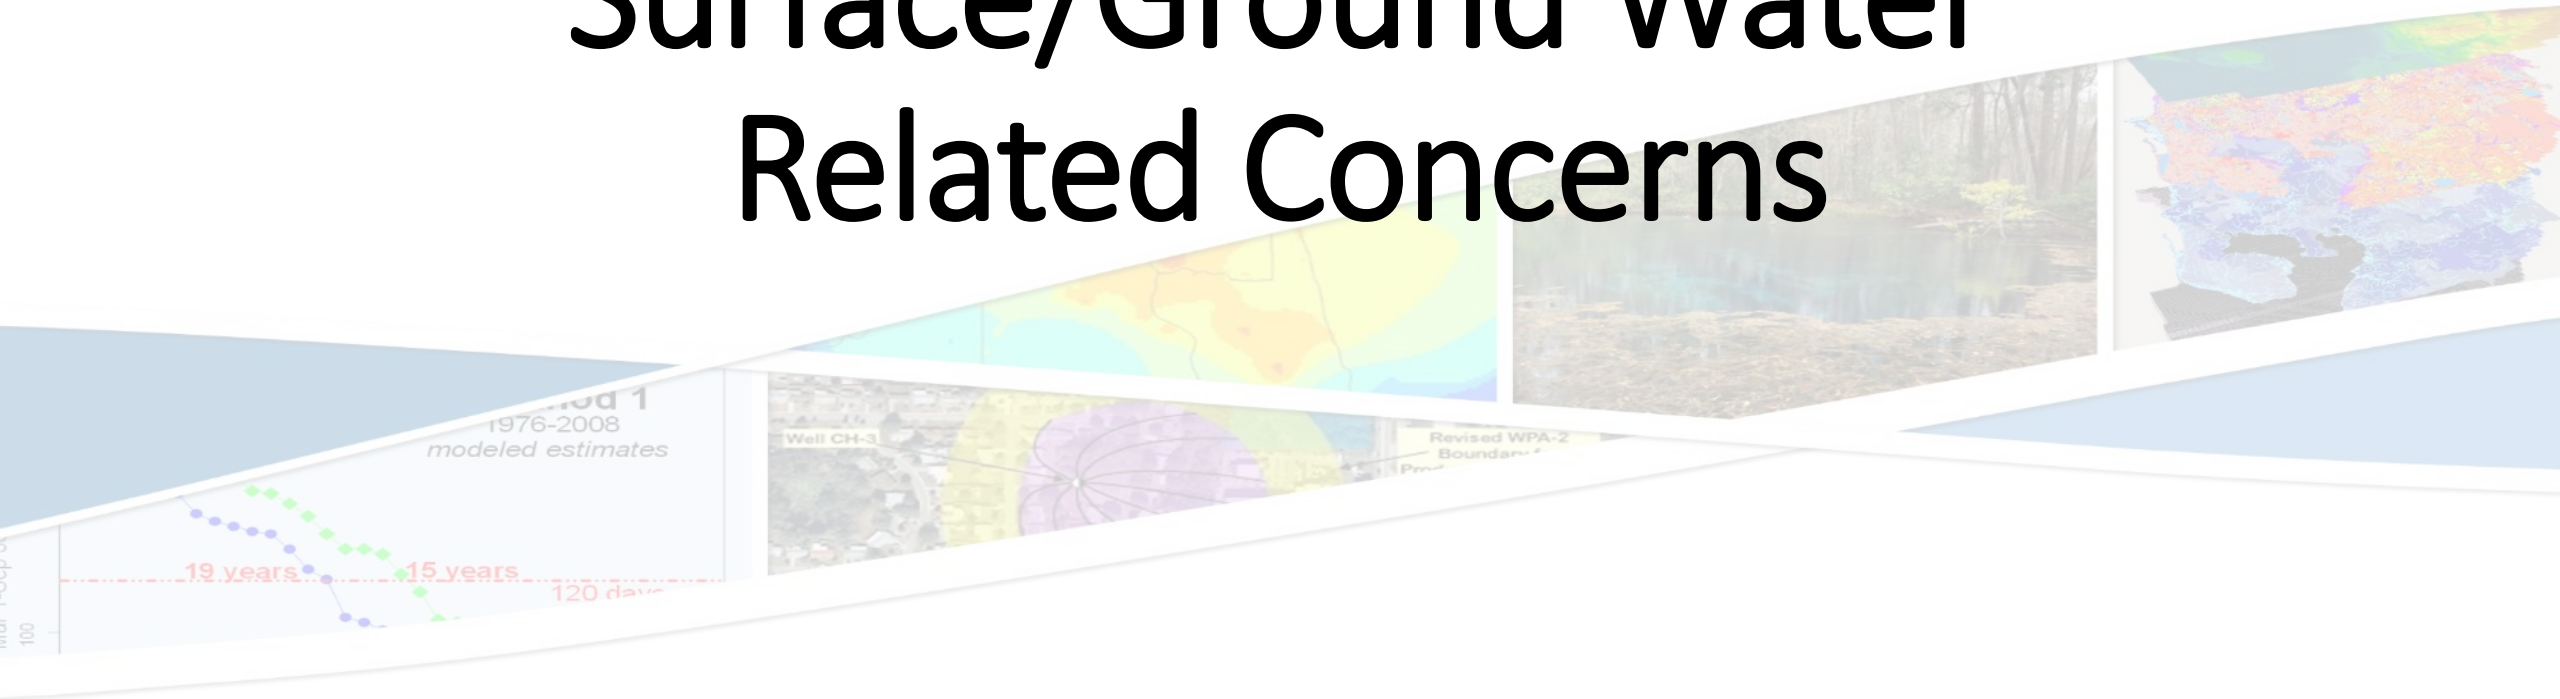 Surface/Ground Water
Related Concerns
1976-2008
modeled estimates
Well CH-3
Revised WPA-2
Boundary
19 years
15 years
120 days
100